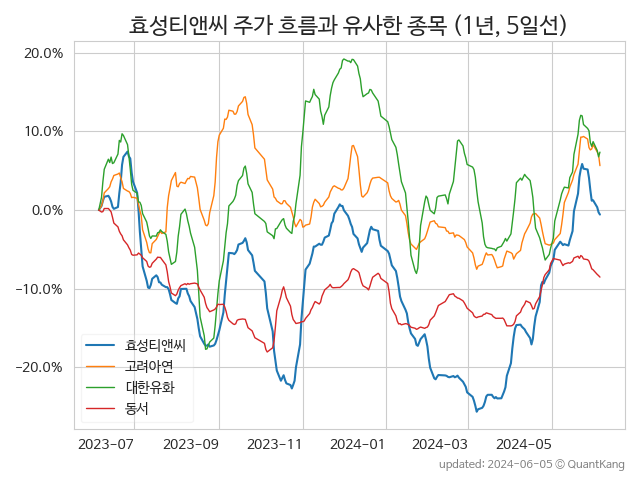 효성티앤씨 주가 흐름과 유사한 종목 (1년, 5일선)
20.0%
10.0%
0.0%
−10.0%
−20.0%
효성티앤씨
고려아연
대한유화
동서
2023-07 2023-09 2023-11 2024-01 2024-03 2024-05
updated: 2024-06-05 © QuantKang